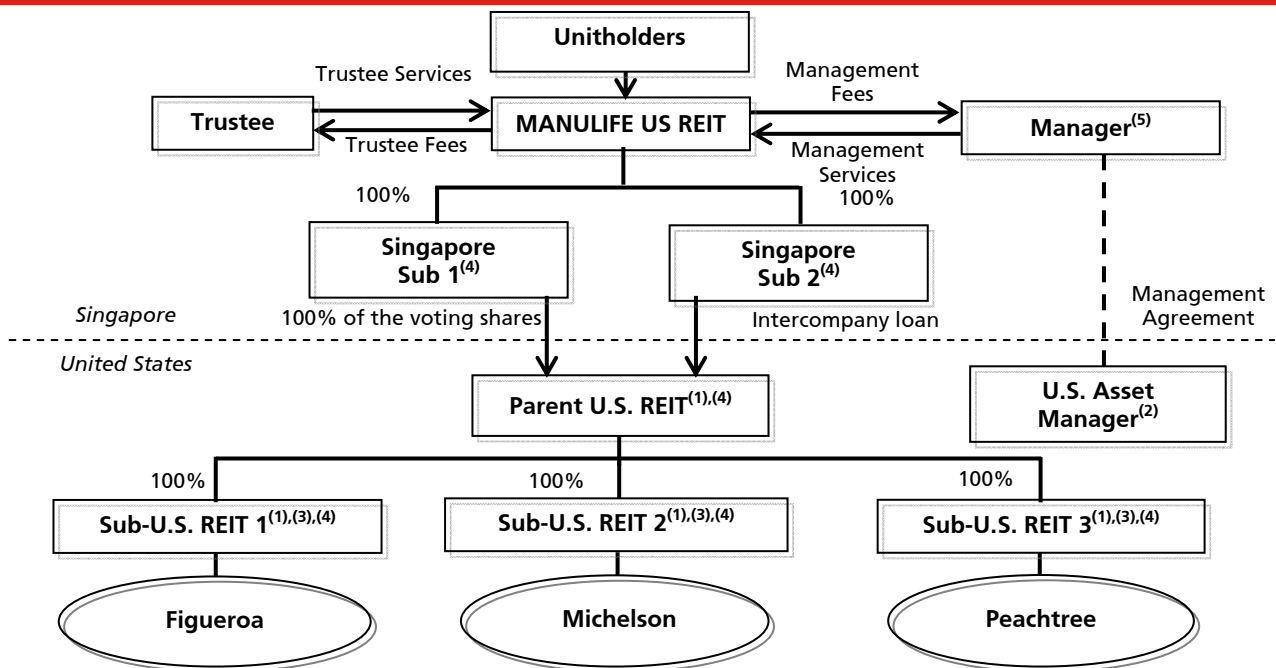 Unitholders
Trustee Services
Management
Fees
Trustee
MANULIFE US REIT
Manager(5)
Trustee Fees
Management
Services
100%
100%
Singapore
Sub 1(4)
Singapore
Sub 2(4)
Singapore
100% of the voting shares
Intercompany loan
Management
Agreement
United States
Parent U.S. REIT(1),(4)
U.S. Asset
Manager(2)
100%
100%
100%
Sub-U.S. REIT 1(1),(3),(4)
Sub-U.S. REIT 2(1),(3),(4)
Sub-U.S. REIT 3(1),(3),(4)
Figueroa
Michelson
Peachtree